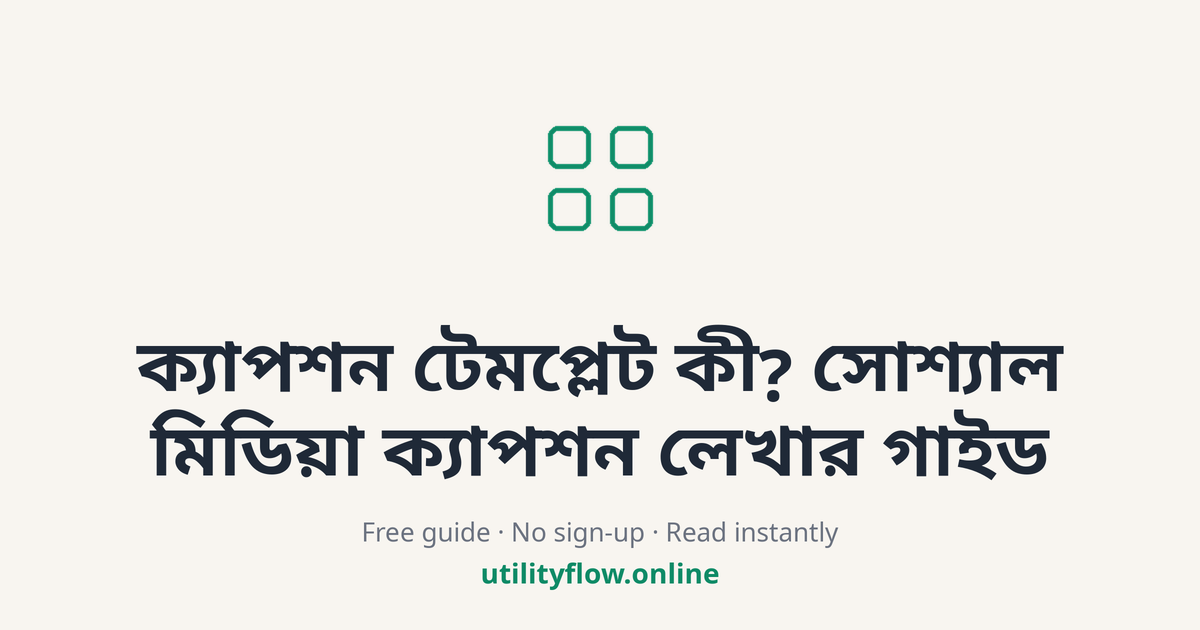 ক্যাপশন টেমপ্লেট কী? সোশ্যাল
মিডিয়া ক্যাপশন লেখার গাইড
Free guide · No sign-up · Read instantly
utilityflow.online